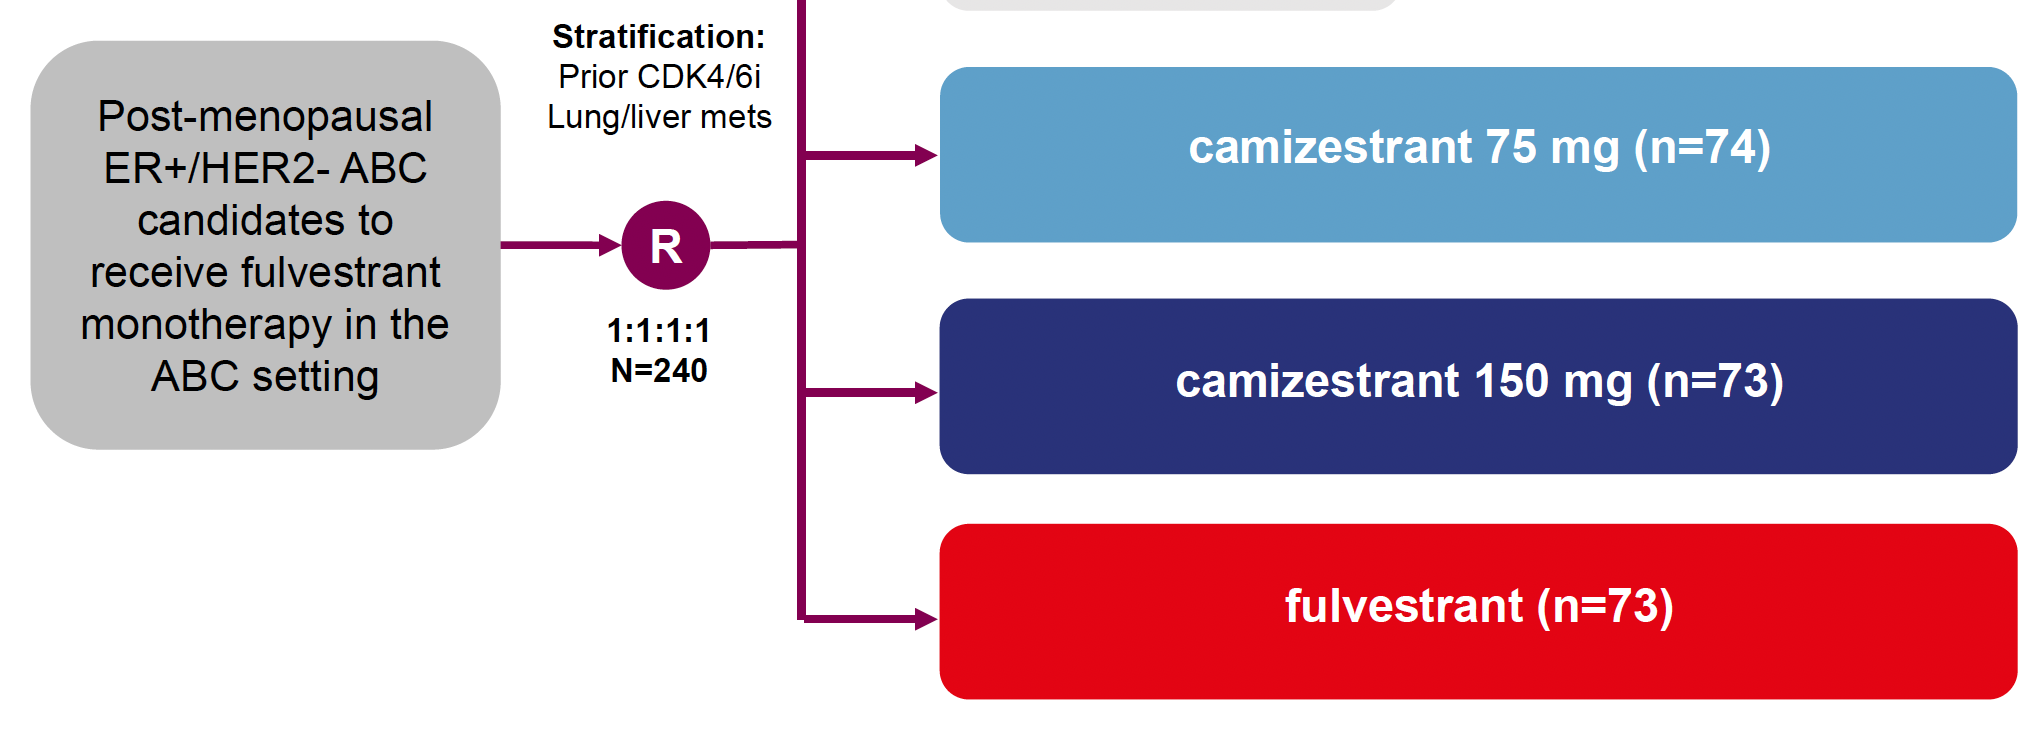 Post-menopausal
ER+/HER2- ABC
candidates to
receive fulvestrant
monotherapy in the
ABC setting
Stratification:
Prior CDK4/6i
Lung/liver mets
R
1:1:1:1
N=240
camizestrant 75 mg (n=74)
camizestrant 150 mg (n=73)
fulvestrant (n=73)